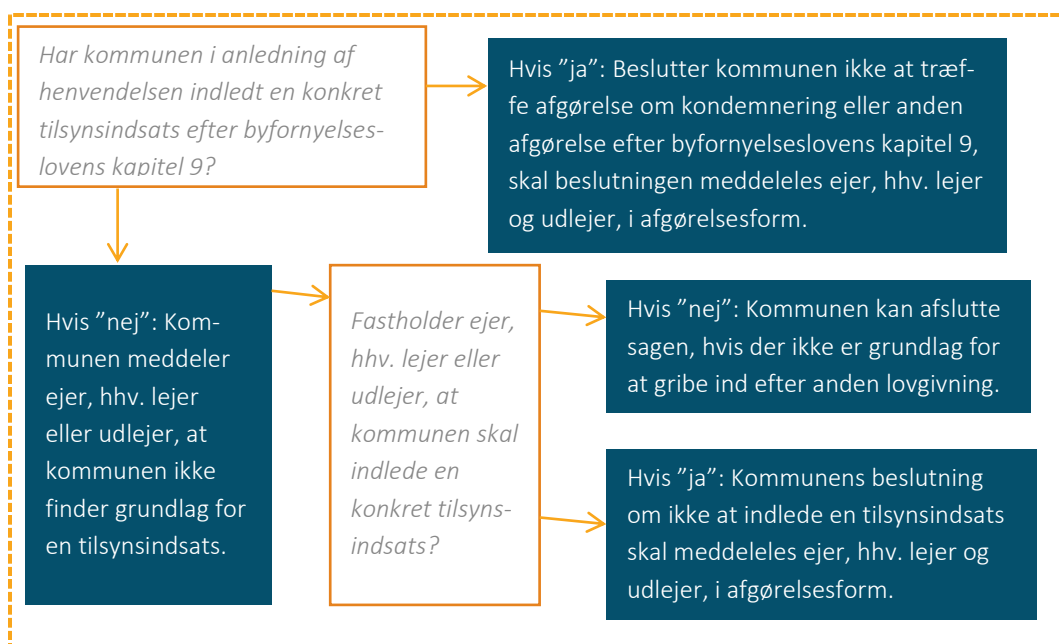 Har kommunen i anledning af
henvendelsen indledt en konkret
tilsynsindsats efter byfornyelses-
lovens kapitel 9?
Hvis ”ja”: Beslutter kommunen ikke at træf-
fe afgørelse om kondemnering eller anden
afgørelse efter byfornyelseslovens kapitel 9,
skal beslutningen meddeleles ejer, hhv. lejer
og udlejer, i afgørelsesform.
Hvis ”nej”: Kom-
munen meddeler
ejer, hhv. lejer
eller udlejer, at
kommunen ikke
finder grundlag for
en tilsynsindsats.
Fastholder ejer,
hhv. lejer eller
udlejer, at
kommunen skal
indlede en
konkret tilsyns-
indsats?
Hvis ”nej”: Kommunen kan afslutte
sagen, hvis der ikke er grundlag for
at gribe ind efter anden lovgivning.
Hvis ”ja”: Kommunens beslutning
om ikke at indlede en tilsynsindsats
skal meddeleles ejer, hhv. lejer og
udlejer, i afgørelsesform.